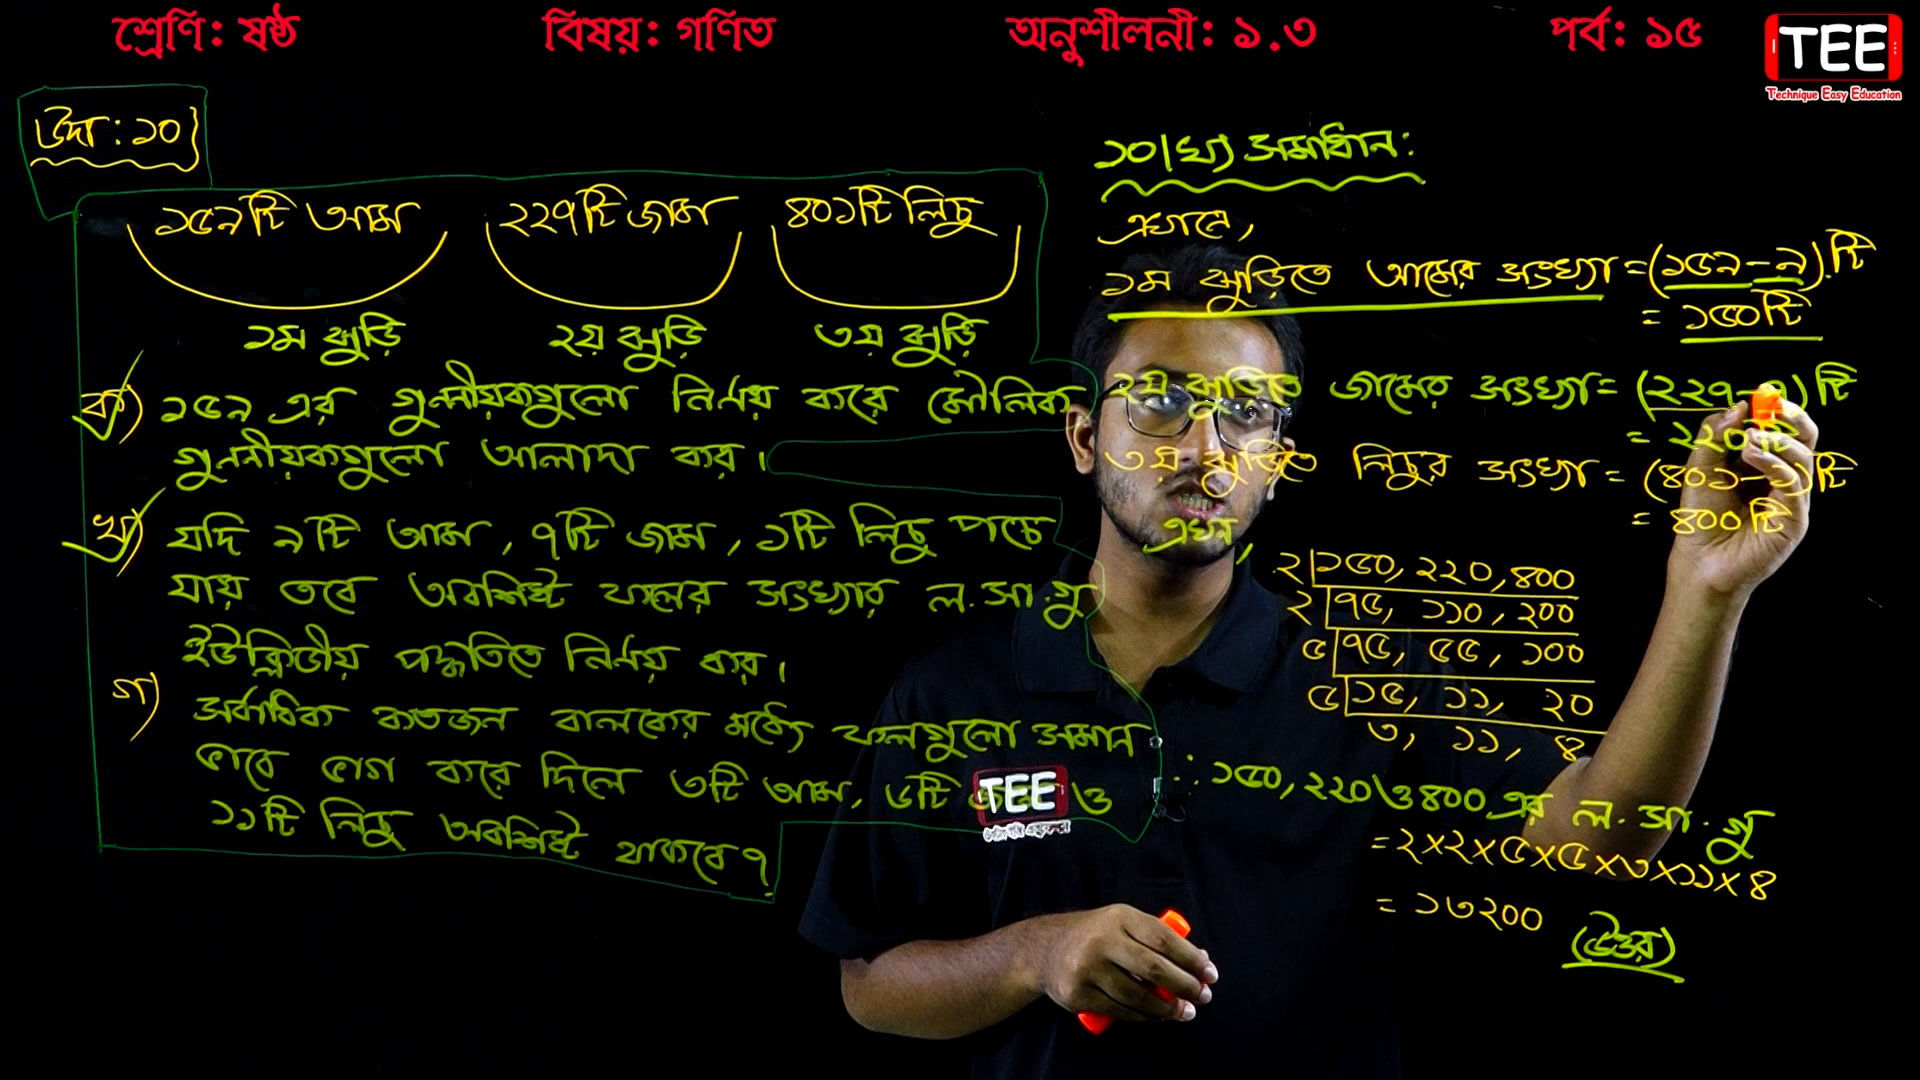 শ্রেণি: ষষ্ঠ বিষয়: গণিত অনুশীলনী: ১.৩ পর্ব: ১৫
TEE
Technique Easy Education
উদা: ১০
১৫৯টি আম ২২৭টি জাম ৪০১টি লিচু
১ম ঝুড়ি ২য় ঝুড়ি ৩য় ঝুড়ি
ক) ১৫৯ এর গুননীয়কগুলো নির্ণয় করে মৌলিক
গুননীয়কগুলো আলাদা কর।
খ) যদি ৯টি আম, ৭টি জাম, ১টি লিচু পচে
যায় তবে অবশিষ্ট ফলের সংখ্যার ল.সা.গু
ইউক্লিডীয় পদ্ধতিতে নির্ণয় কর।
গ) সর্বাধিক কতজন বালকের মধ্যে ফলগুলো সমান
ভাবে ভাগ করে দিলে ৩টি আম, ৬টি ও
১১টি লিচু অবশিষ্ট থাকবে?
TEE
১০।খ্য সমাধান:
এখানে,
১ম ঝুড়িতে আমের সংখ্যা = (১৫৯-৯) টি
= ১৫০টি
২য় ঝুড়িতে জামের সংখ্যা = (২২৭-৭) টি
= ২২০টি
৩য় ঝুড়িতে লিচুর সংখ্যা = (৪০১-১) টি
= ৪০০টি
এখন,
২ | ১৫০, ২২০, ৪০০
২ | ৭৫, ১১০, ২০০
৫ | ৭৫, ৫৫, ১০০
৫ | ১৫, ১১, ২০
৩, ১১, ৪
∴ ১৫০, ২২০ ও ৪০০ এর ল.সা.গু
= ২×২×৫×৫×৩×১১×৪
= ১৩২০০ (উত্তর)